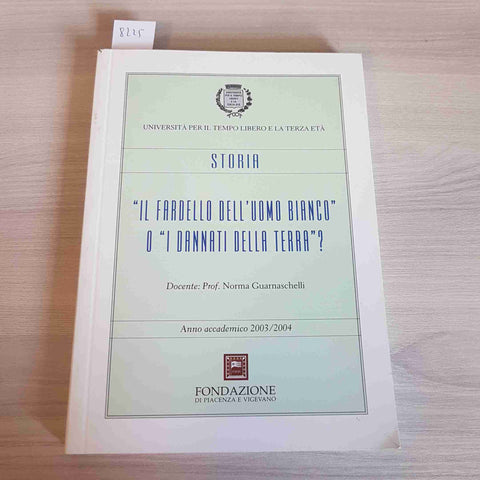 8225
UNIVERSITÀ PER IL TEMPO LIBERO E LA TERZA ETÀ
STORIA
"IL FARDELLO DELL'UOMO BIANCO"
O "I DANNATI DELLA TERRA"?
Docente: Prof. Norma Guarnaschelli
Anno accademico 2003/2004
FONDAZIONE
DI PIACENZA E VIGEVANO